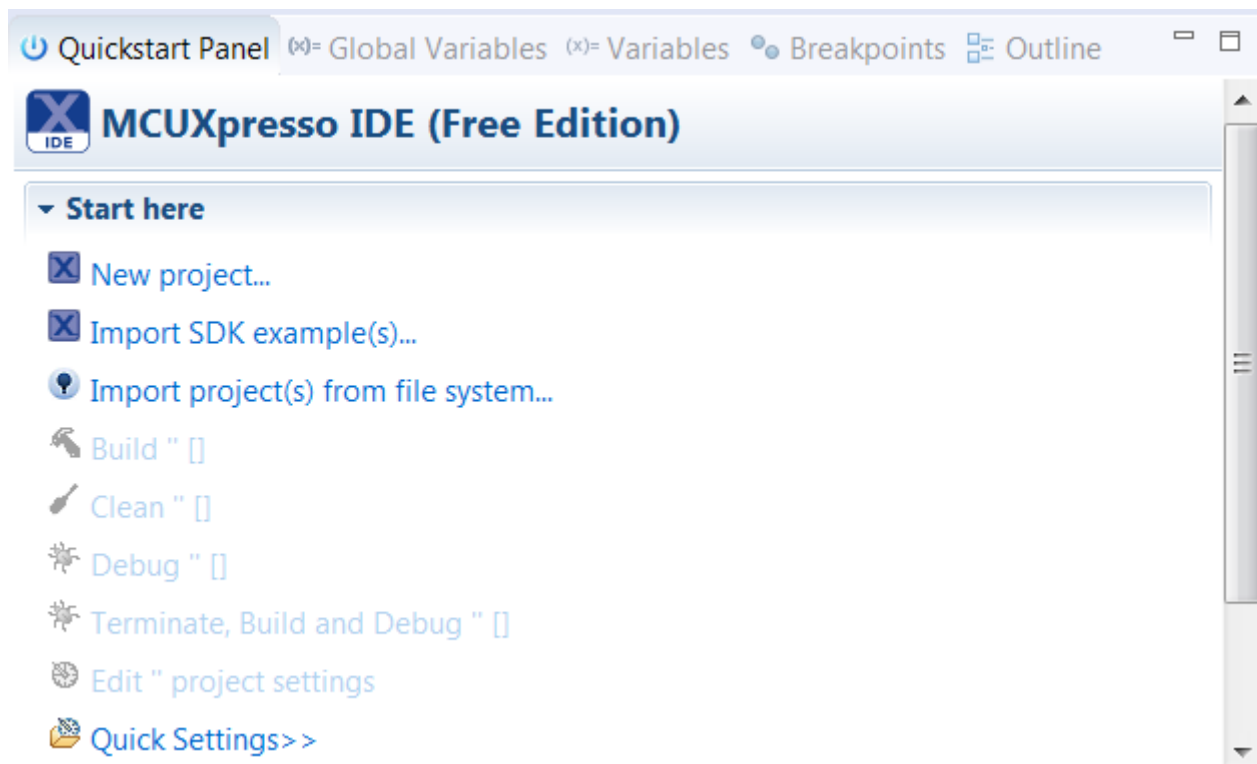 Quickstart Panel (x)= Global Variables (x)= Variables Breakpoints Outline
X IDE MCUXpresso IDE (Free Edition)
Start here
X New project...
X Import SDK example(s)...
Import project(s) from file system...
Build '' []
Clean '' []
Debug '' []
Terminate, Build and Debug '' []
Edit '' project settings
Quick Settings>>